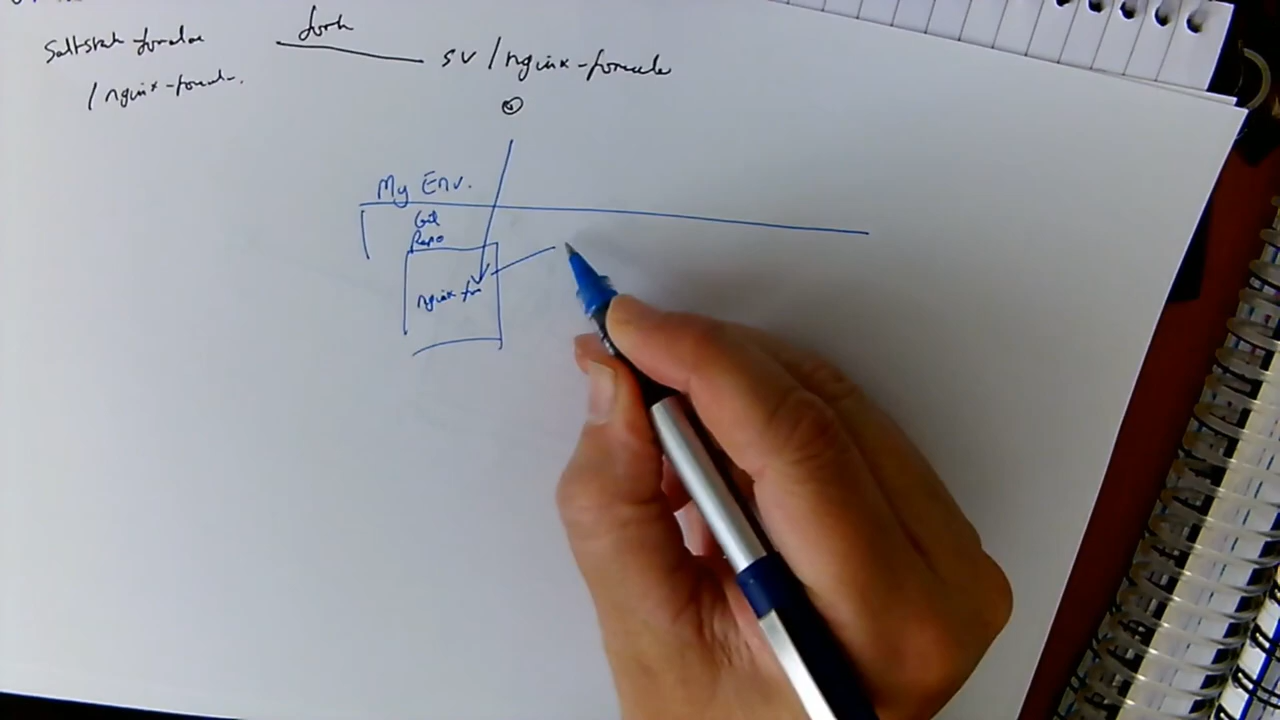 fork
Saltstack-formulae
/nginx-formula.
sv/nginx-formula
My Env.
Git
Repo
nginx-fm